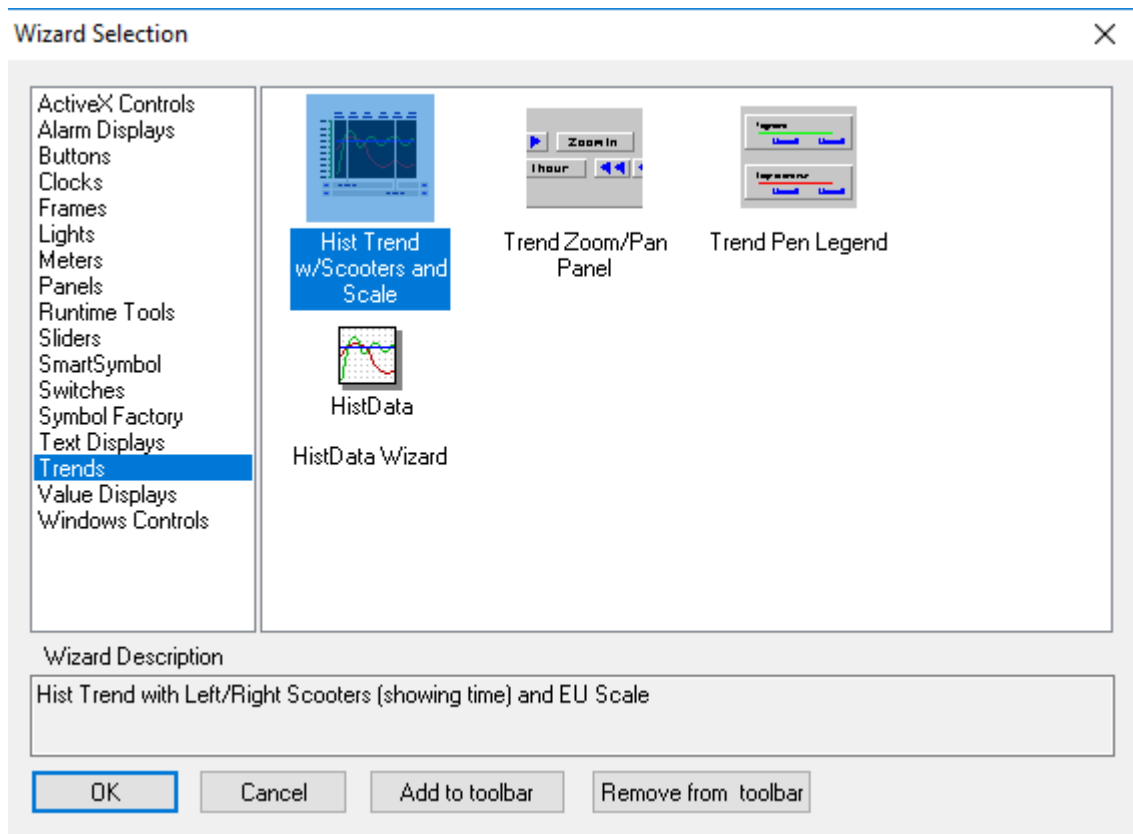 Wizard Selection
ActiveX Controls
Alarm Displays
Buttons
Clocks
Frames
Lights
Meters
Panels
Runtime Tools
Sliders
SmartSymbol
Switches
Symbol Factory
Text Displays
Trends
Value Displays
Windows Controls
Hist Trend
w/Scooters and
Scale
Zoom In
1hour
Trend Zoom/Pan
Panel
Trend Pen Legend
HistData
HistData Wizard
Wizard Description
Hist Trend with Left/Right Scooters (showing time) and EU Scale
OK
Cancel
Add to toolbar
Remove from toolbar